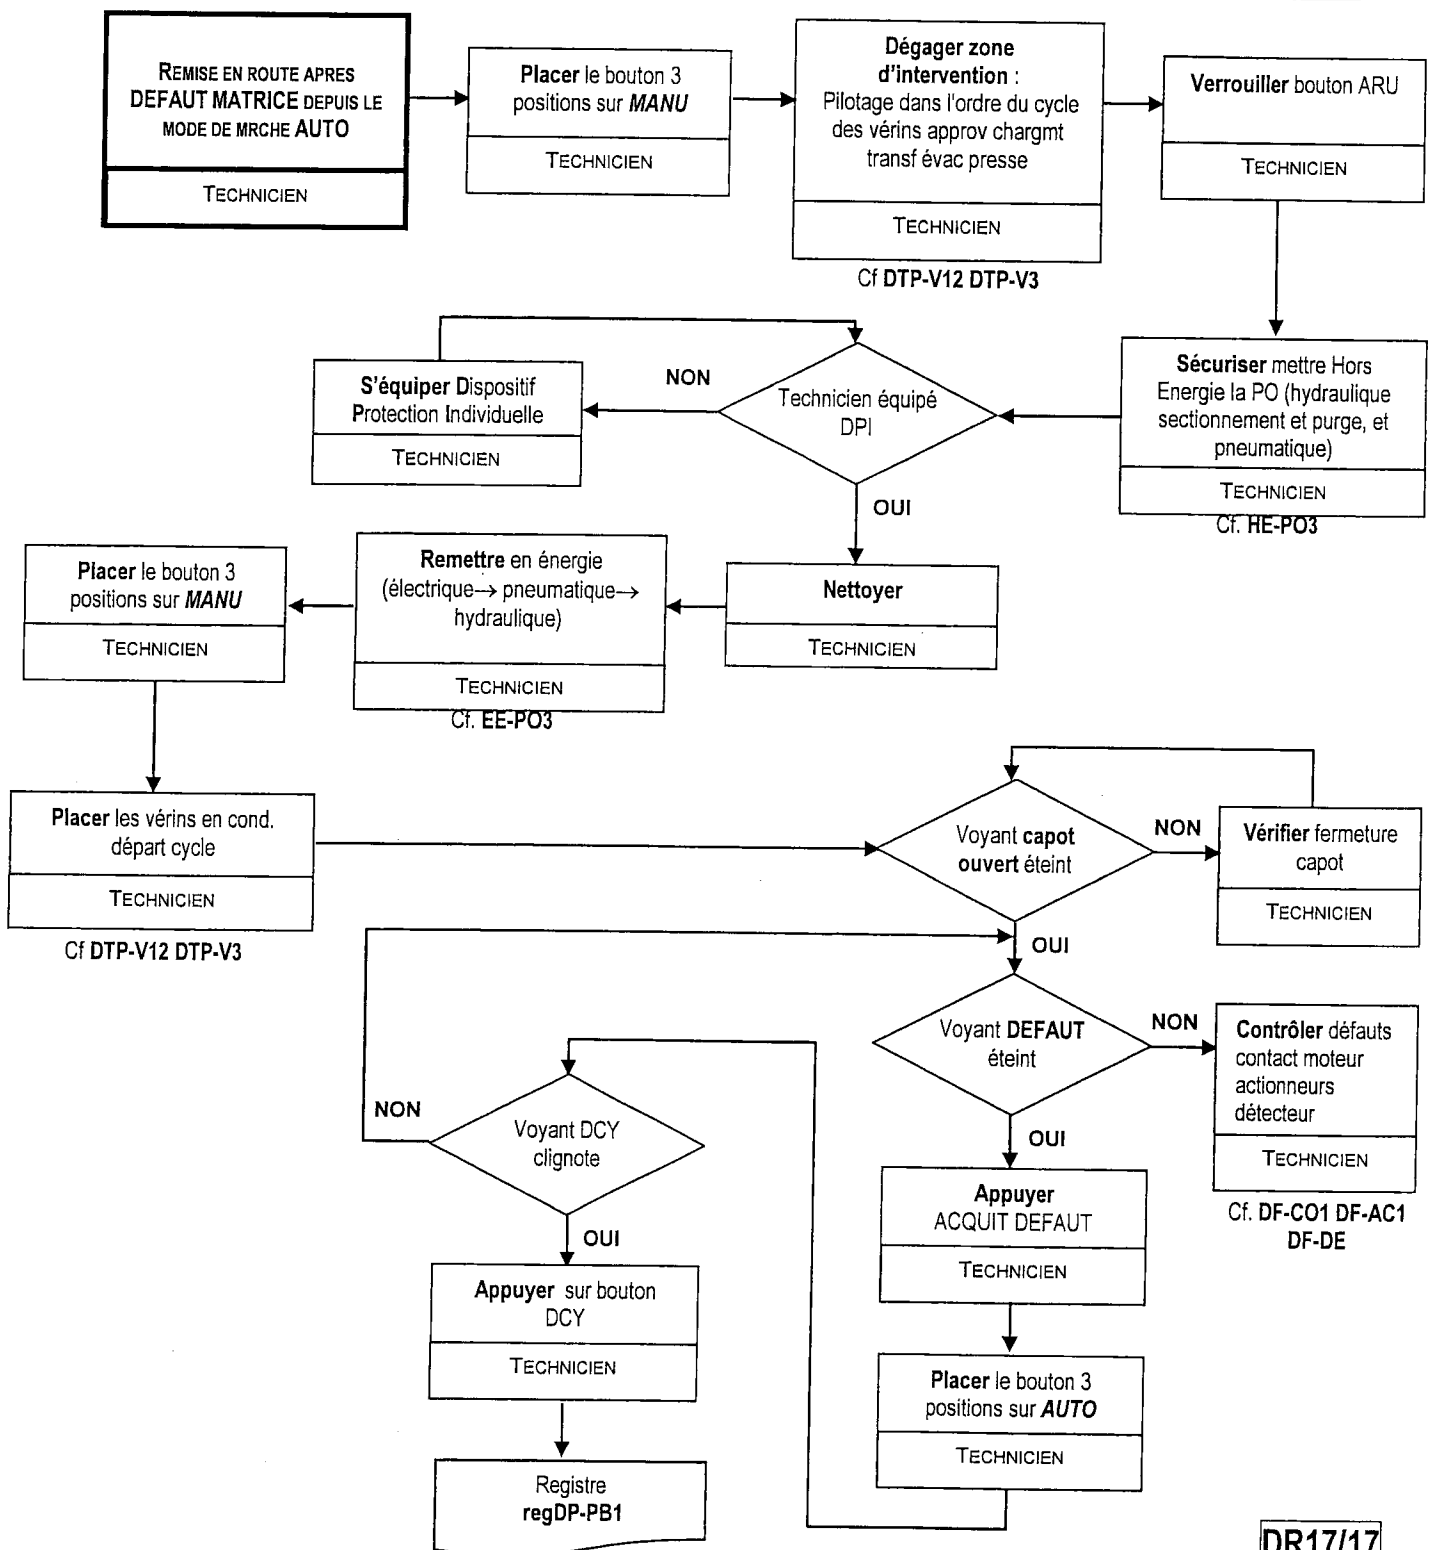 REMISE EN ROUTE APRES
DEFAUT MATRICE DEPUIS LE
MODE DE MRCHE AUTO
TECHNICIEN
Placer le bouton 3
positions sur MANU
TECHNICIEN
Dégager zone
d'intervention :
Pilotage dans l'ordre du cycle
des vérins approv chargmt
transf évac presse
TECHNICIEN
Cf DTP-V12 DTP-V3
Verrouiller bouton ARU
TECHNICIEN
Sécuriser mettre Hors
Energie la PO (hydraulique
sectionnement et purge, et
pneumatique)
TECHNICIEN
Cf. HE-PO3
Technicien équipé
DPI
NON
S'équiper Dispositif
Protection Individuelle
TECHNICIEN
OUI
Nettoyer
TECHNICIEN
Remettre en énergie
(électrique→ pneumatique→
hydraulique)
TECHNICIEN
Cf. EE-PO3
Placer le bouton 3
positions sur MANU
TECHNICIEN
Placer les vérins en cond.
départ cycle
TECHNICIEN
Cf DTP-V12 DTP-V3
Voyant capot
ouvert éteint
NON
Vérifier fermeture
capot
TECHNICIEN
OUI
Voyant DEFAUT
éteint
NON
Contrôler défauts
contact moteur
actionneurs
détecteur
TECHNICIEN
Cf. DF-CO1 DF-AC1
DF-DE
OUI
Appuyer
ACQUIT DEFAUT
TECHNICIEN
Placer le bouton 3
positions sur AUTO
TECHNICIEN
Voyant DCY
clignote
NON
OUI
Appuyer sur bouton
DCY
TECHNICIEN
Registre
regDP-PB1
DR17/17